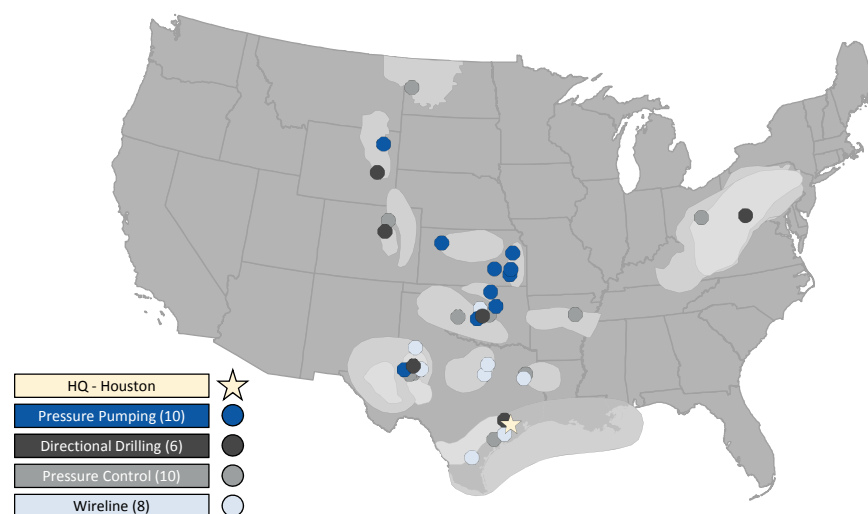 HQ - Houston
Pressure Pumping (10)
Directional Drilling (6)
Pressure Control (10)
Wireline (8)